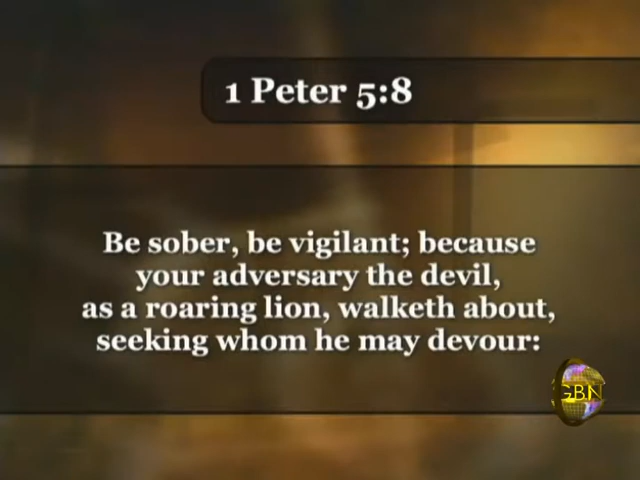 1 Peter 5:8
Be sober, be vigilant; because
your adversary the devil,
as a roaring lion, walketh about,
seeking whom he may devour:
GBN